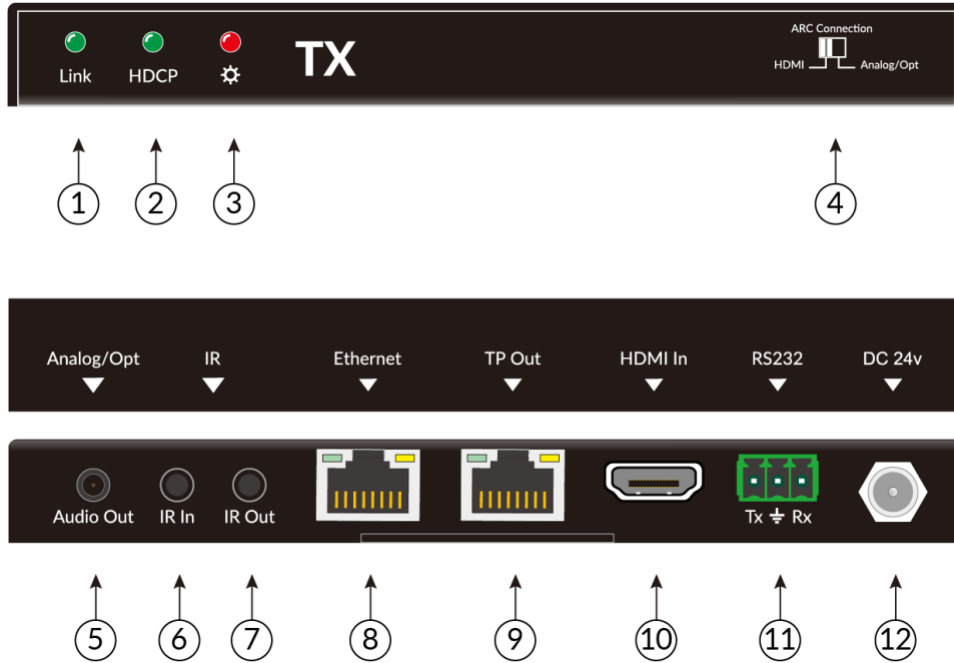 ARC Connection
Link HDCP TX HDMI Analog/Opt
1 2 3 4
Analog/Opt IR Ethernet TP Out HDMI In RS232 DC 24v
Audio Out IR In IR Out Tx Rx
5 6 7 8 9 10 11 12